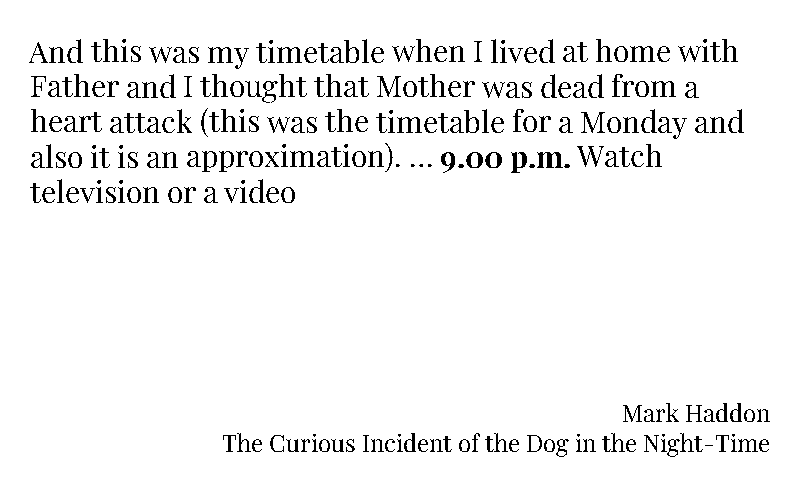 And this was my timetable when I lived at home with
Father and I thought that Mother was dead from a
heart attack (this was the timetable for a Monday and
also it is an approximation). ... 9.00 p.m. Watch
television or a video
Mark Haddon
The Curious Incident of the Dog in the Night-Time